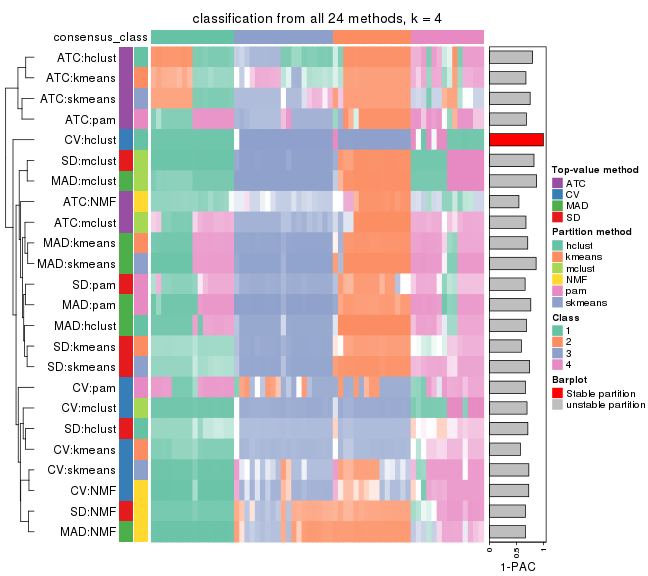 classification from all 24 methods, k = 4
consensus_class
ATC:hclust
ATC:kmeans
ATC:skmeans
ATC:pam
CV:hclust
SD:mclust
MAD:mclust
ATC:NMF
ATC:mclust
MAD:kmeans
MAD:skmeans
SD:pam
MAD:pam
MAD:hclust
SD:kmeans
SD:skmeans
CV:pam
CV:mclust
SD:hclust
CV:kmeans
CV:skmeans
CV:NMF
SD:NMF
MAD:NMF
0
0.5
1
1-PAC
Top-value method
ATC
CV
MAD
SD
Partition method
hclust
kmeans
mclust
NMF
pam
skmeans
Class
1
2
3
4
Barplot
Stable partition
unstable partition